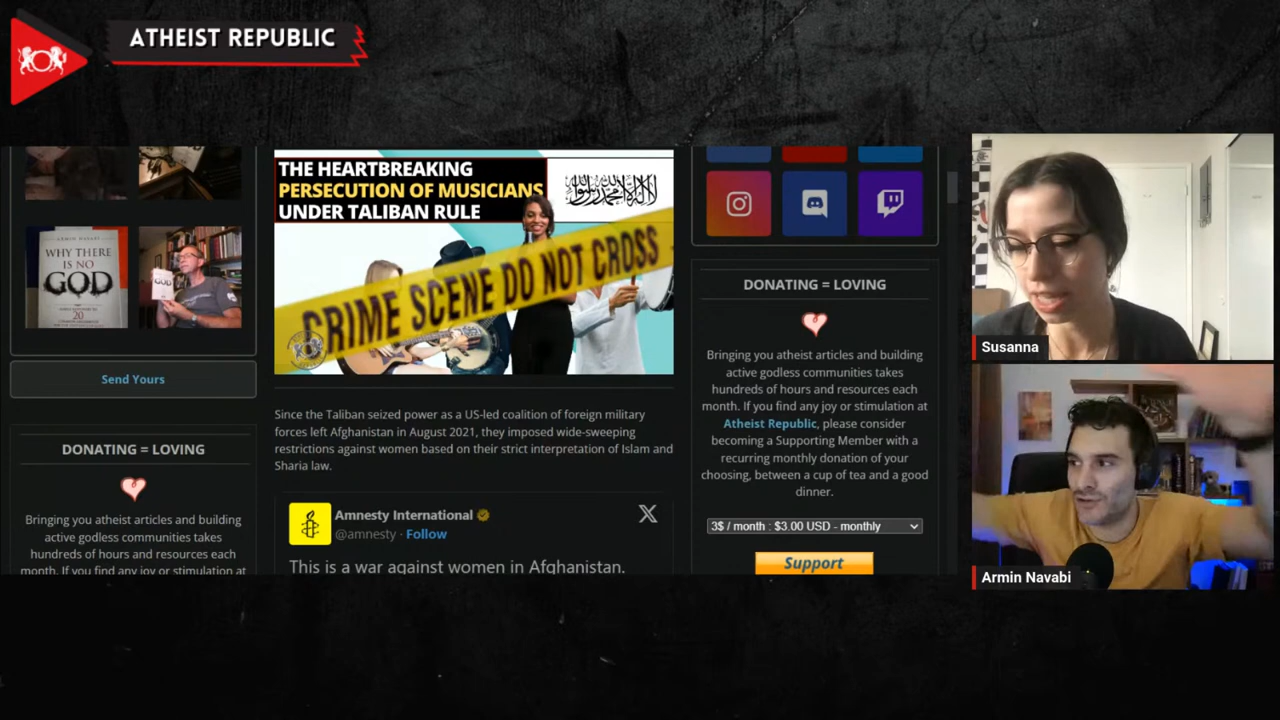 ATHEIST REPUBLIC
WHY THERE
IS NO
GOD
20
Send Yours
DONATING = LOVING
Bringing you atheist articles and building
active godless communities takes
hundreds of hours and resources each
month. If you find any joy or stimulation at
THE HEARTBREAKING
PERSECUTION OF MUSICIANS
UNDER TALIBAN RULE
لا إله إلا الله محمد رسول الله
CRIME SCENE DO NOT CROSS
Since the Taliban seized power as a US-led coalition of foreign military
forces left Afghanistan in August 2021, they imposed wide-sweeping
restrictions against women based on their strict interpretation of Islam and
Sharia law.
Amnesty International
@amnesty · Follow
This is a war against women in Afghanistan.
DONATING = LOVING
Bringing you atheist articles and building
active godless communities takes
hundreds of hours and resources each
month. If you find any joy or stimulation at
Atheist Republic, please consider
becoming a Supporting Member with a
recurring monthly donation of your
choosing, between a cup of tea and a good
dinner.
3$ / month : $3.00 USD - monthly
Support
Susanna
Armin Navabi